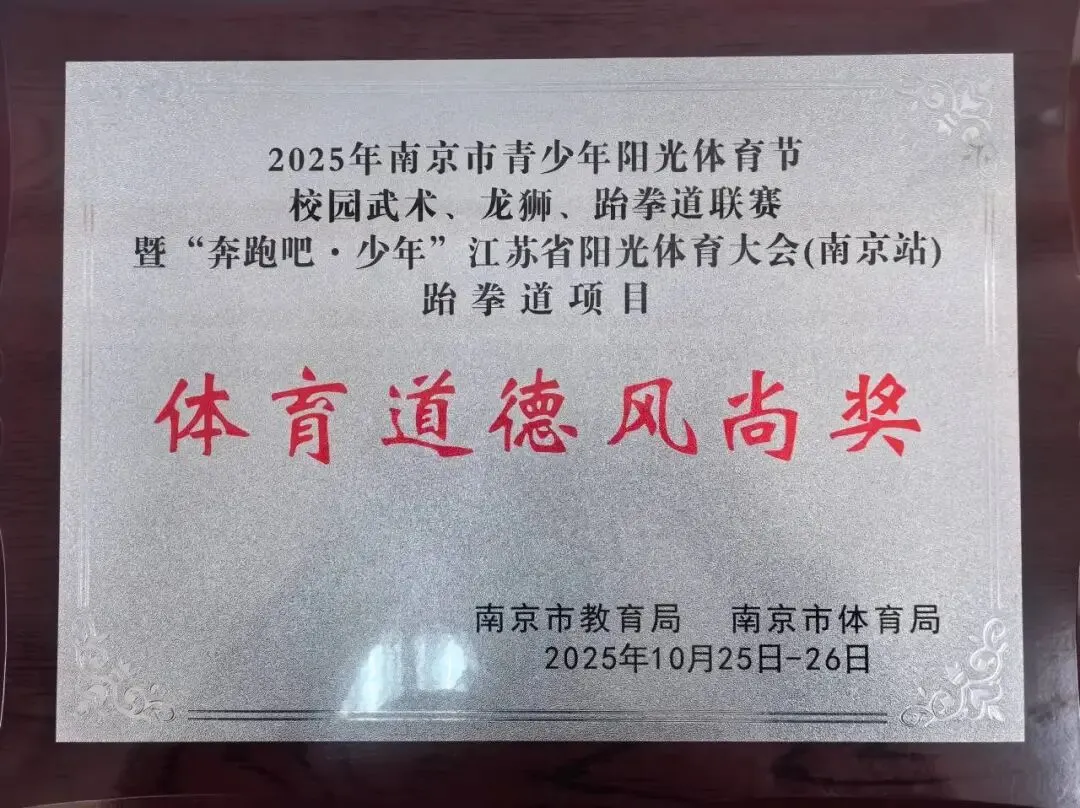 2025年南京市青少年阳光体育节
校园武术、龙狮、跆拳道联赛
暨“奔跑吧·少年”江苏省阳光体育大会(南京站)
跆拳道项目
体育道德风尚奖
南京市教育局 南京市体育局
2025年10月25日-26日